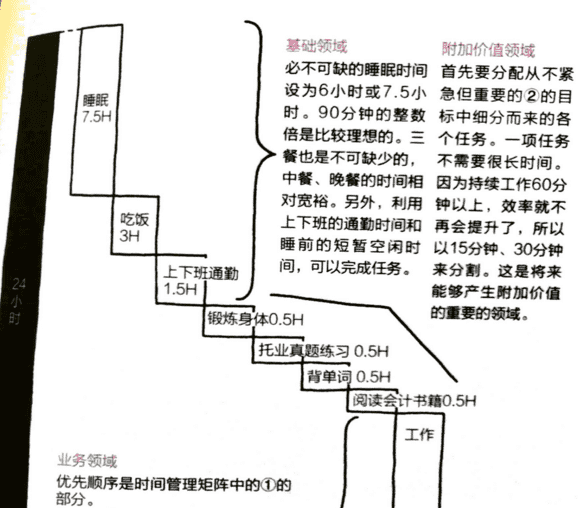 睡眠
7.5H
吃饭
3H
上下班通勤
1.5H
锻炼身体0.5H
托业真题练习 0.5H
背单词 0.5H
阅读会计书籍0.5H
工作
24
小
时
基础领域
必不可缺的睡眠时间
设为6小时或7.5小
时。90分钟的整数
倍是比较理想的。三
餐也是不可缺少的，
中餐、晚餐的时间相
对宽裕。另外，利用
上下班的通勤时间和
睡前的短暂空闲时
间，可以完成任务。
附加价值领域
首先要分配从不紧
急但重要的②的目
标中细分而来的各
个任务。一项任务
不需要很长时间。
因为持续工作60分
钟以上，效率就不
再会提升了，所以
以15分钟、30分钟
来分割。这是将来
能够产生附加价值
的重要的领域。
业务领域
优先顺序是时间管理矩阵中的①的
部分。